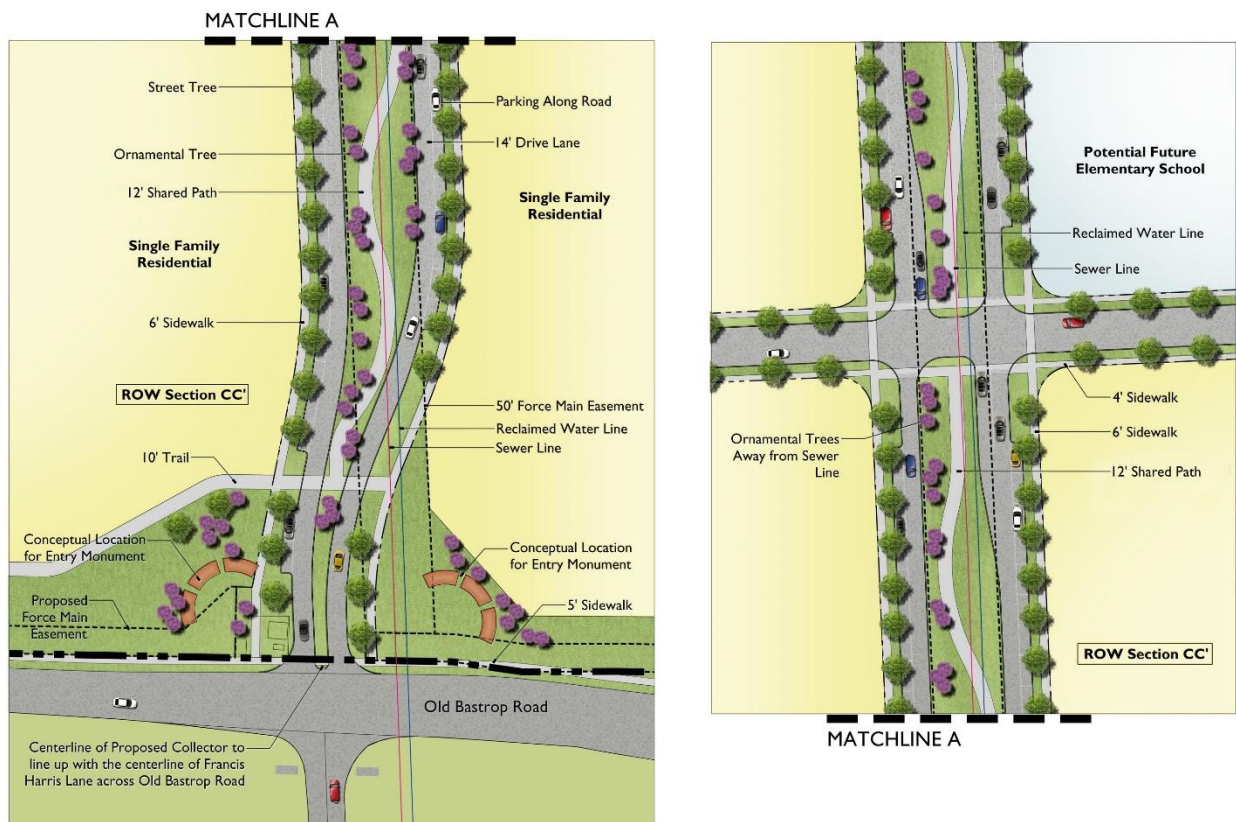 MATCHLINE A
Street Tree
Parking Along Road
Ornamental Tree
14' Drive Lane
12' Shared Path
Single Family
Residential
Single Family
Residential
6' Sidewalk
ROW Section CC'
50' Force Main Easement
Reclaimed Water Line
Sewer Line
10' Trail
Conceptual Location
for Entry Monument
Conceptual Location
for Entry Monument
Proposed
Force Main
Easement
5' Sidewalk
Old Bastrop Road
Centerline of Proposed Collector to
line up with the centerline of Francis
Harris Lane across Old Bastrop Road
Potential Future
Elementary School
Reclaimed Water Line
Sewer Line
4' Sidewalk
6' Sidewalk
Ornamental Trees
Away from Sewer
Line
12' Shared Path
ROW Section CC'
MATCHLINE A